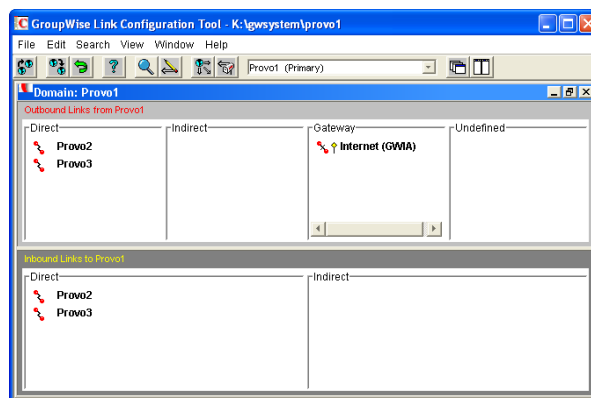 GroupWise Link Configuration Tool - K:\gwsystem\provo1
File Edit Search View Window Help
Provo1 (Primary)
Domain: Provo1
Outbound Links from Provo1
Direct Indirect Gateway Undefined
Provo2 Internet (GWIA)
Provo3
Inbound Links to Provo1
Direct Indirect
Provo2
Provo3